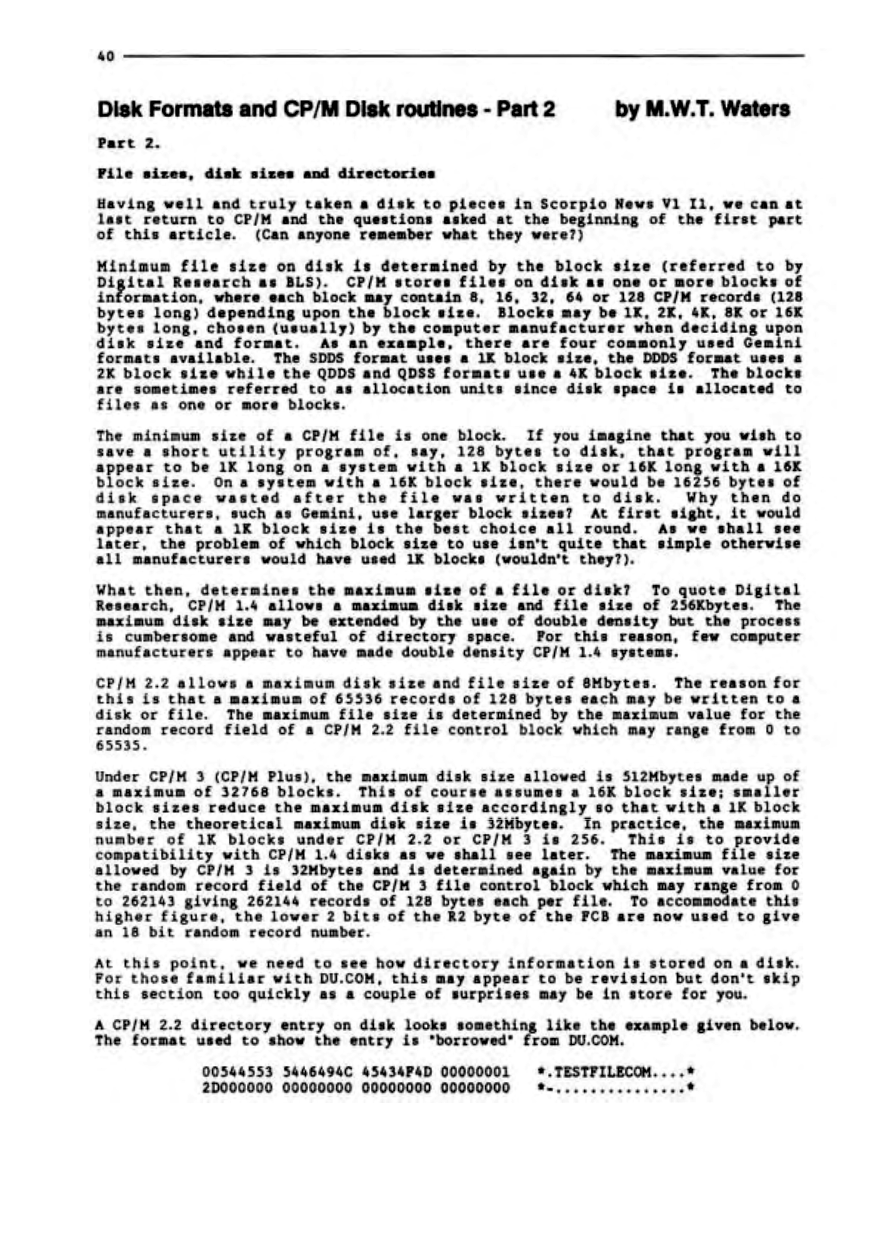 40
Disk Formats and CP/M Disk routines - Part 2 by M.W.T. Waters
Part 2.
File sizes, disk sizes and directories
Having well and truly taken a disk to pieces in Scorpio News V1 I1, we can at
last return to CP/M and the questions asked at the beginning of the first part
of this article. (Can anyone remember what they were?)
Minimum file size on disk is determined by the block size (referred to by
Digital Research as BLS). CP/M stores files on disk as one or more blocks of
information, where each block may contain 8, 16, 32, 64 or 128 CP/M records (128
bytes long) depending upon the block size. Blocks may be 1K, 2K, 4K, 8K or 16K
bytes long, chosen (usually) by the computer manufacturer when deciding upon
disk size and format. As an example, there are four commonly used Gemini
formats available. The SDDS format uses a 1K block size, the DDDS format uses a
2K block size while the QDDS and QDSS formats use a 4K block size. The blocks
are sometimes referred to as allocation units since disk space is allocated to
files as one or more blocks.
The minimum size of a CP/M file is one block. If you imagine that you wish to
save a short utility program of, say, 128 bytes to disk, that program will
appear to be 1K long on a system with a 1K block size or 16K long with a 16K
block size. On a system with a 16K block size, there would be 16256 bytes of
disk space wasted after the file was written to disk. Why then do
manufacturers, such as Gemini, use larger block sizes? At first sight, it would
appear that a 1K block size is the best choice all round. As we shall see
later, the problem of which block size to use isn't quite that simple otherwise
all manufacturers would have used 1K blocks (wouldn't they?).
What then, determines the maximum size of a file or disk? To quote Digital
Research, CP/M 1.4 allows a maximum disk size and file size of 256Kbytes. The
maximum disk size may be extended by the use of double density but the process
is cumbersome and wasteful of directory space. For this reason, few computer
manufacturers appear to have made double density CP/M 1.4 systems.
CP/M 2.2 allows a maximum disk size and file size of 8Mbytes. The reason for
this is that a maximum of 65536 records of 128 bytes each may be written to a
disk or file. The maximum file size is determined by the maximum value for the
random record field of a CP/M 2.2 file control block which may range from 0 to
65535.
Under CP/M 3 (CP/M Plus), the maximum disk size allowed is 512Mbytes made up of
a maximum of 32768 blocks. This of course assumes a 16K block size; smaller
block sizes reduce the maximum disk size accordingly so that with a 1K block
size, the theoretical maximum disk size is 32Mbytes. In practice, the maximum
number of 1K blocks under CP/M 2.2 or CP/M 3 is 256. This is to provide
compatibility with CP/M 1.4 disks as we shall see later. The maximum file size
allowed by CP/M 3 is 32Mbytes and is determined again by the maximum value for
the random record field of the CP/M 3 file control block which may range from 0
to 262143 giving 262144 records of 128 bytes each per file. To accommodate this
higher figure, the lower 2 bits of the R2 byte of the FCB are now used to give
an 18 bit random record number.
At this point, we need to see how directory information is stored on a disk.
For those familiar with DU.COM, this may appear to be revision but don't skip
this section too quickly as a couple of surprises may be in store for you.
A CP/M 2.2 directory entry on disk looks something like the example given below.
The format used to show the entry is "borrowed" from DU.COM.
00544553 5446494C 45434F4D 00000001 *.TESTFILECOM....*
2D000000 00000000 00000000 00000000 *-...............*